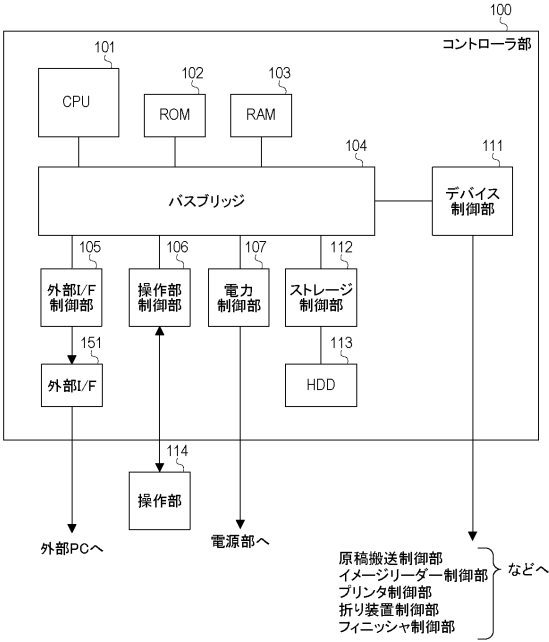 100
コントローラ部
101
CPU
102
ROM
103
RAM
104
バスブリッジ
111
デバイス
制御部
105
外部I/F
制御部
106
操作部
制御部
107
電力
制御部
112
ストレージ
制御部
151
外部I/F
113
HDD
114
操作部
外部PCへ
電源部へ
原稿搬送制御部
イメージリーダー制御部
プリンタ制御部
折り装置制御部
フィニッシャ制御部
などへ